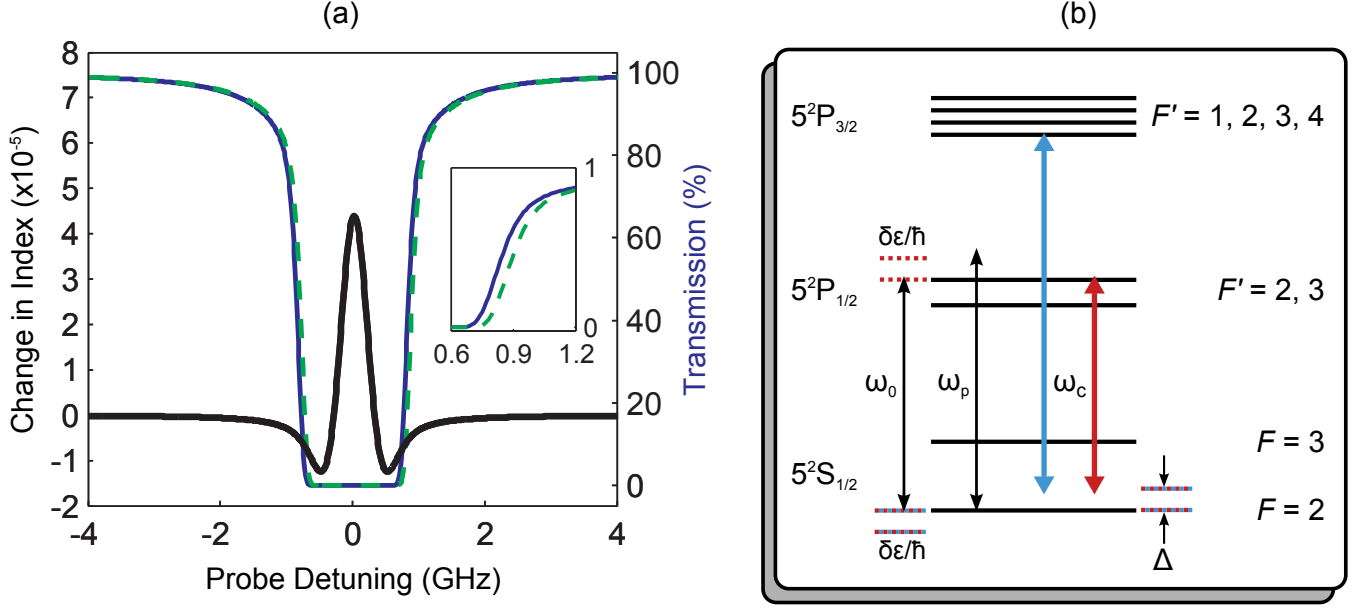 (a)
Change in Index (x10⁻⁵)
8
7
6
5
4
3
2
1
0
-1
-2
-4
-2
0
2
4
Probe Detuning (GHz)
100
80
60
40
20
0
Transmission (%)
1
0
0.6
0.9
1.2
(b)
5²P₃/₂
F' = 1, 2, 3, 4
δε/ħ
5²P₁/₂
F' = 2, 3
ω₀
ωₚ
ω_c
F = 3
5²S₁/₂
F = 2
δε/ħ
Δ